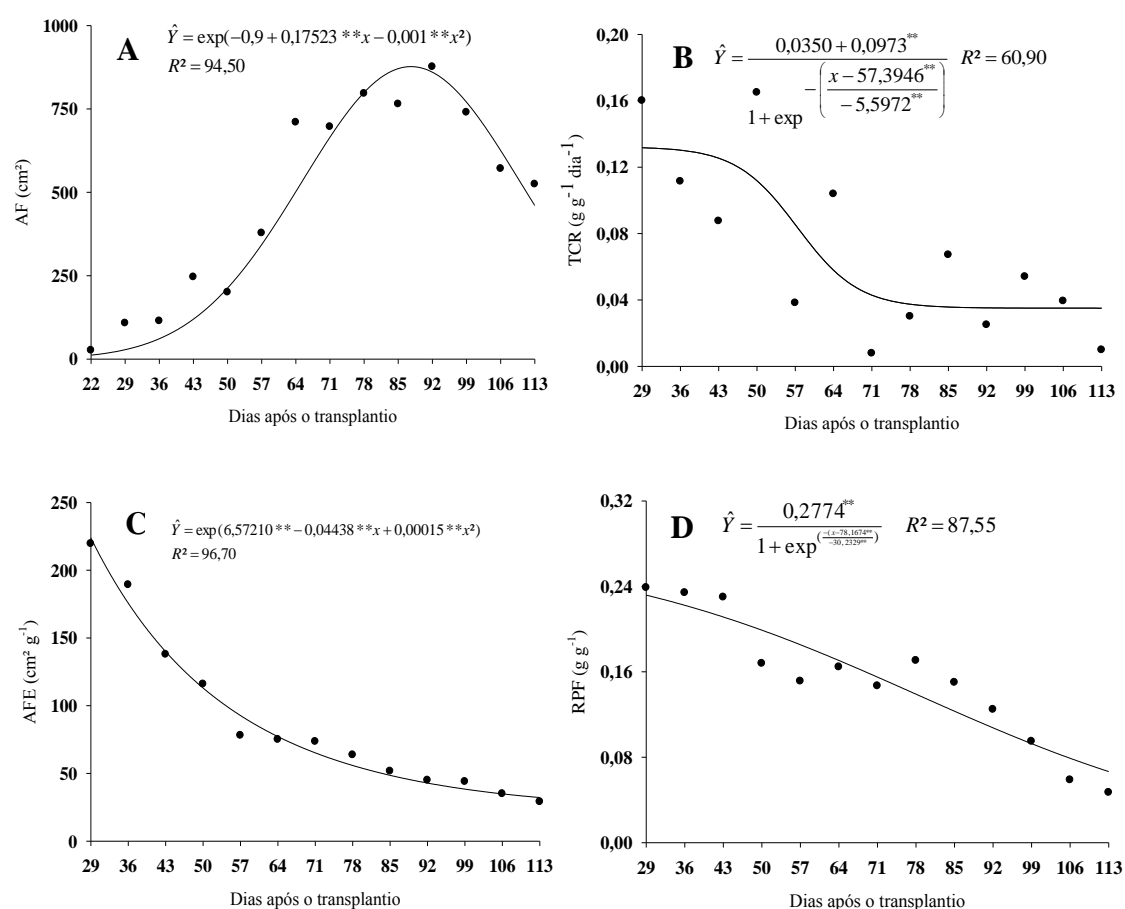 A
Ŷ = exp(−0,9 + 0,17523 **x − 0,001 **x²)
R² = 94,50
1000
750
500
250
0
AF (cm²)
22 29 36 43 50 57 64 71 78 85 92 99 106 113
Dias após o transplantio
B
Ŷ = (0,0350 + 0,0973**) / (1 + exp −((x − 57,3946**) / (−5,5972**))) R² = 60,90
0,20
0,16
0,12
0,08
0,04
0,00
TCR (g g⁻¹ dia⁻¹)
29 36 43 50 57 64 71 78 85 92 99 106 113
Dias após o transplantio
C
Ŷ = exp(6,57210 ** − 0,04438 **x + 0,00015 **x²)
R² = 96,70
250
200
150
100
50
0
AFE (cm² g⁻¹)
29 36 43 50 57 64 71 78 85 92 99 106 113
Dias após o transplantio
D
Ŷ = 0,2774** / (1 + exp(−(x−78,1674**) / −30,2329**)) R² = 87,55
0,32
0,24
0,16
0,08
0,00
RPF (g g⁻¹)
29 36 43 50 57 64 71 78 85 92 99 106 113
Dias após o transplantio